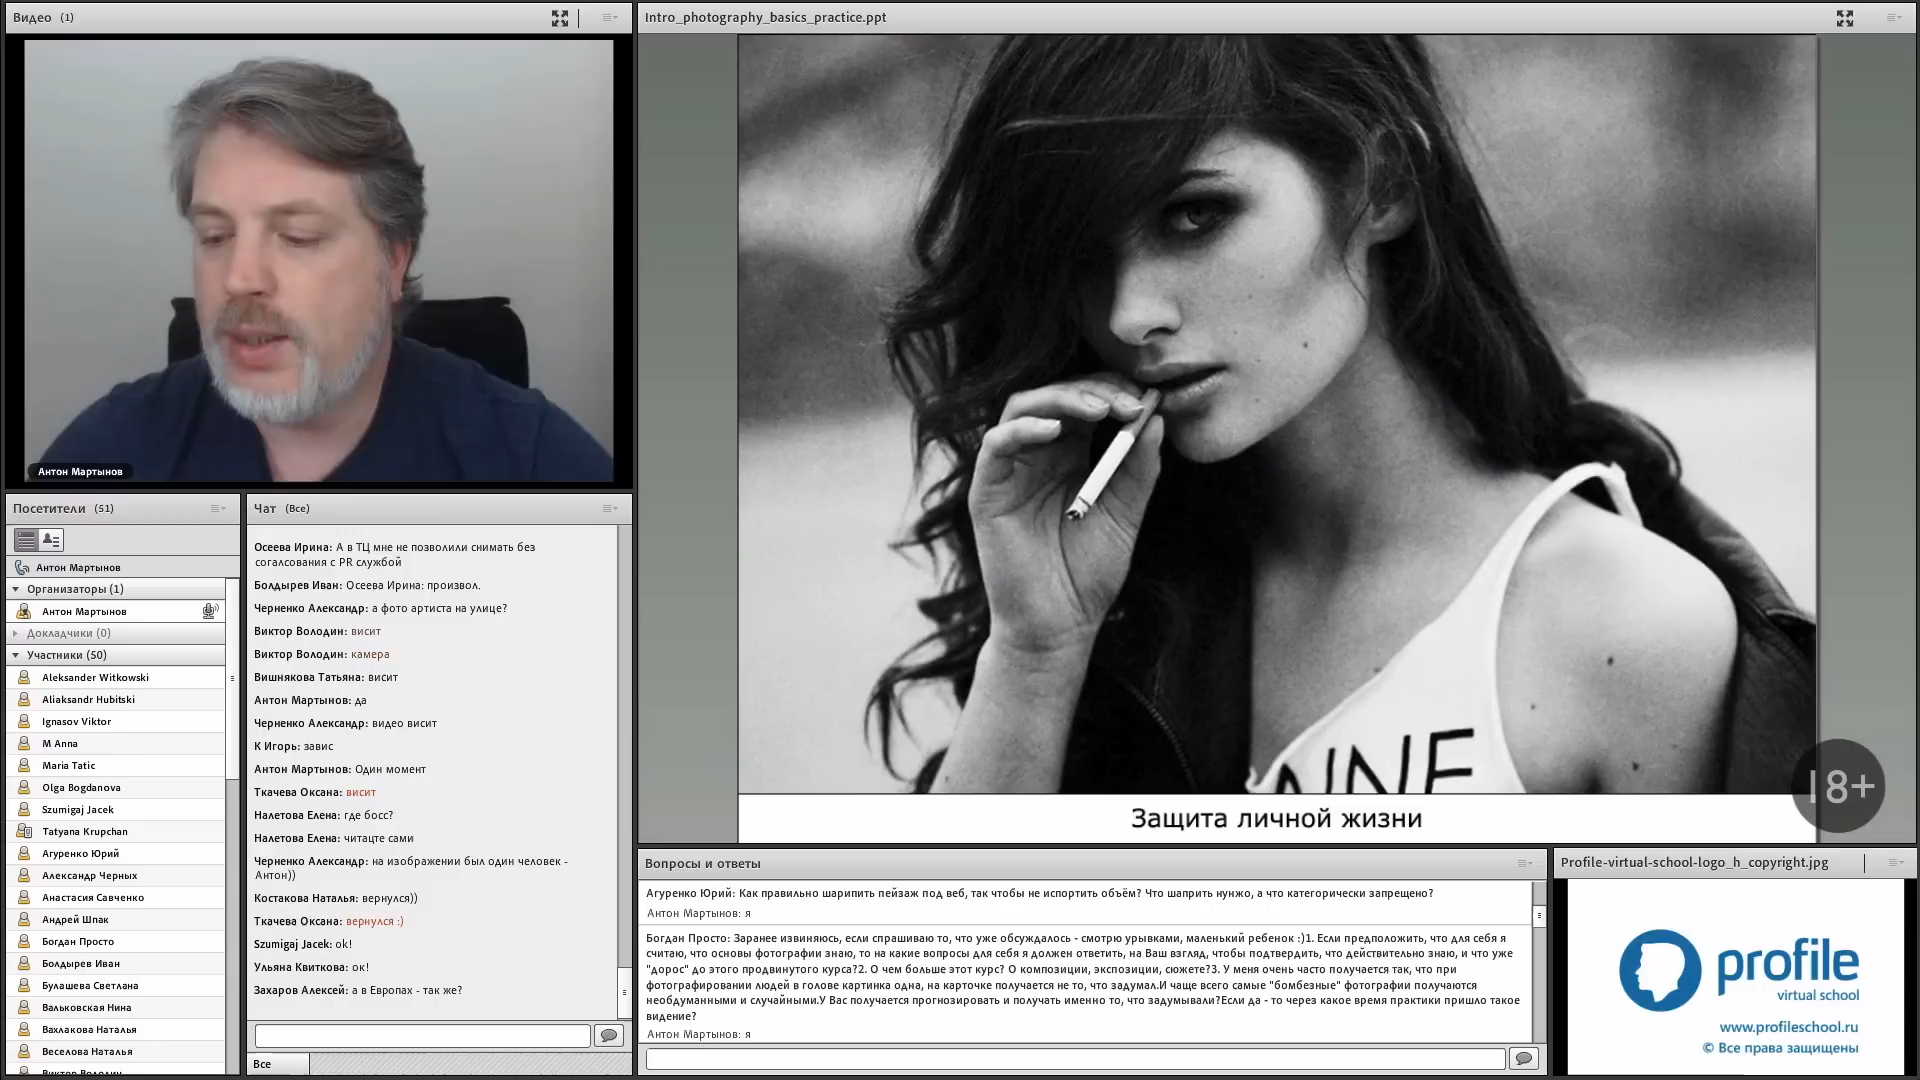 Видео (1)
Антон Мартынов
Intro_photography_basics_practice.ppt
NNE
18+
Защита личной жизни
Посетители (51)
Антон Мартынов
Организаторы (1)
Антон Мартынов
Докладчики (0)
Участники (50)
Aleksander Witkowski
Aliaksandr Hubitski
Ignasov Viktor
M Anna
Maria Tatic
Olga Bogdanova
Szumigaj Jacek
Tatyana Krupchan
Агуренко Юрий
Александр Черных
Анастасия Савченко
Андрей Шпак
Богдан Просто
Болдырев Иван
Булашева Светлана
Вальковская Нина
Вахлакова Наталья
Веселова Наталья
Виктор Володин
Чат (Все)
Осеева Ирина: А в ТЦ мне не позволили снимать без
согалсования с PR службой
Болдырев Иван: Осеева Ирина: произвол.
Черненко Александр: а фото артиста на улице?
Виктор Володин: висит
Виктор Володин: камера
Вишнякова Татьяна: висит
Антон Мартынов: да
Черненко Александр: видео висит
К Игорь: завис
Антон Мартынов: Один момент
Ткачева Оксана: висит
Налетова Елена: где босс?
Налетова Елена: читацте сами
Черненко Александр: на изображении был один человек -
Антон))
Костакова Наталья: вернулся))
Ткачева Оксана: вернулся :)
Szumigaj Jacek: ok!
Ульяна Квиткова: ок!
Захаров Алексей: а в Европах - так же?
Все
Вопросы и ответы
Агуренко Юрий: Как правильно шарипить пейзаж под веб, так чтобы не испортить объём? Что шаприть нунжо, а что категорически запрещено?
Антон Мартынов: я
Богдан Просто: Заранее извиняюсь, если спрашиваю то, что уже обсуждалось - смотрю урывками, маленький ребенок :)1. Если предположить, что для себя я
считаю, что основы фотографии знаю, то на какие вопросы для себя я должен ответить, на Ваш взгляд, чтобы подтвердить, что действительно знаю, и что уже
"дорос" до этого продвинутого курса?2. О чем больше этот курс? О композиции, экспозиции, сюжете?3. У меня очень часто получается так, что при
фотографировании людей в голове картинка одна, на карточке получается не то, что задумал.И чаще всего самые "бомбезные" фотографии получаются
необдуманными и случайными.У Вас получается прогнозировать и получать именно то, что задумывали?Если да - то через какое время практики пришло такое
видение?
Антон Мартынов: я
Profile-virtual-school-logo_h_copyright.jpg
profile
virtual school
www.profileschool.ru
© Все права защищены